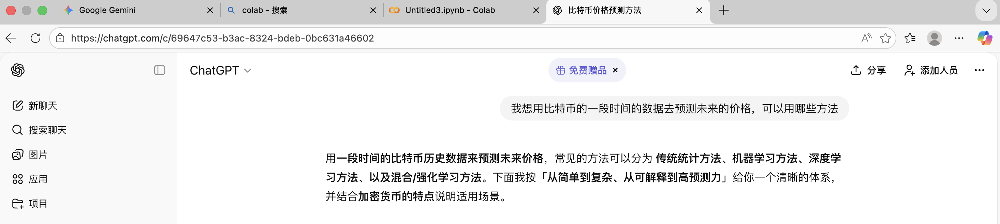 Google Gemini
colab - 搜索
Untitled3.ipynb - Colab
比特币价格预测方法
https://chatgpt.com/c/69647c53-b3ac-8324-bdeb-0bc631a46602
ChatGPT
免费赠品
分享
添加人员
新聊天
搜索聊天
图片
应用
项目
我想用比特币的一段时间的数据去预测未来的价格，可以用哪些方法
用一段时间的比特币历史数据来预测未来价格，常见的方法可以分为 传统统计方法、机器学习方法、深度学
习方法、以及混合/强化学习方法。下面我按「从简单到复杂、从可解释到高预测力」给你一个清晰的体系，
并结合加密货币的特点说明适用场景。